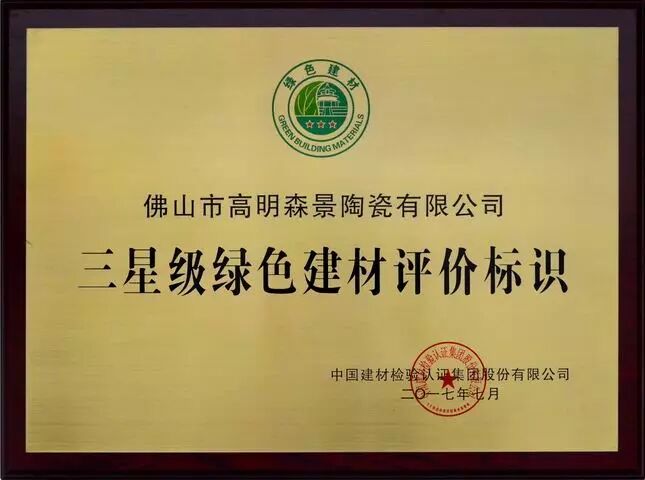 绿色建材
GREEN BUILDING MATERIALS
佛山市高明森景陶瓷有限公司
三星级绿色建材评价标识
中国建材检验认证集团股份有限公司
二〇一七年七月